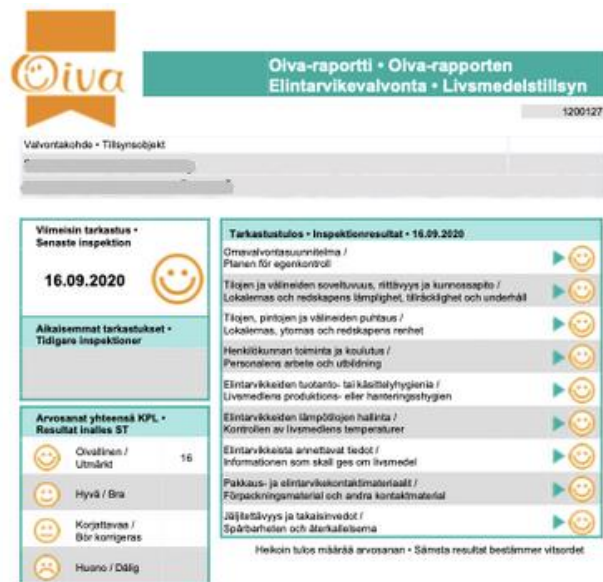 Oiva
Oiva-raportti • Oiva-rapporten
Elintarvikevalvonta • Livsmedelstillsyn
1200127
Valvontakohde • Tillsynsobjekt
Viimeisin tarkastus •
Senaste inspektion
16.09.2020
Aikaisemmat tarkastukset •
Tidigare inspektioner
Arvosanat yhteensä KPL •
Resultat inalles ST
Oivallinen /
Utmärkt
16
Hyvä / Bra
Korjattavaa /
Bör korrigeras
Huono / Dålig
Tarkastustulos • Inspektionresultat • 16.09.2020
Omavalvontasuunnitelma /
Planen för egenkontroll
Tilojen ja välineiden soveltuvuus, riittävyys ja kunnossapito /
Lokalernas och redskapens lämplighet, tillräcklighet och underhåll
Tilojen, pintojen ja välineiden puhtaus /
Lokalernas, ytornas och redskapens renhet
Henkilökunnan toiminta ja koulutus /
Personalens arbete och utbildning
Elintarvikkeiden tuotanto- tai käsittelyhygienia /
Livsmedlens produktions- eller hanteringshygien
Elintarvikkeiden lämpötilojen hallinta /
Kontrollen av livsmedlens temperaturer
Elintarvikkeista annettavat tiedot /
Informationen som skall ges om livsmedel
Pakkaus- ja elintarvikekontaktimateriaalit /
Förpackningsmaterial och andra kontaktmaterial
Jäljitettävyys ja takaisinvedot /
Spårbarheten och återkallelserna
Heikoin tulos määrää arvosanan • Sämsta resultat bestämmer vitsordet